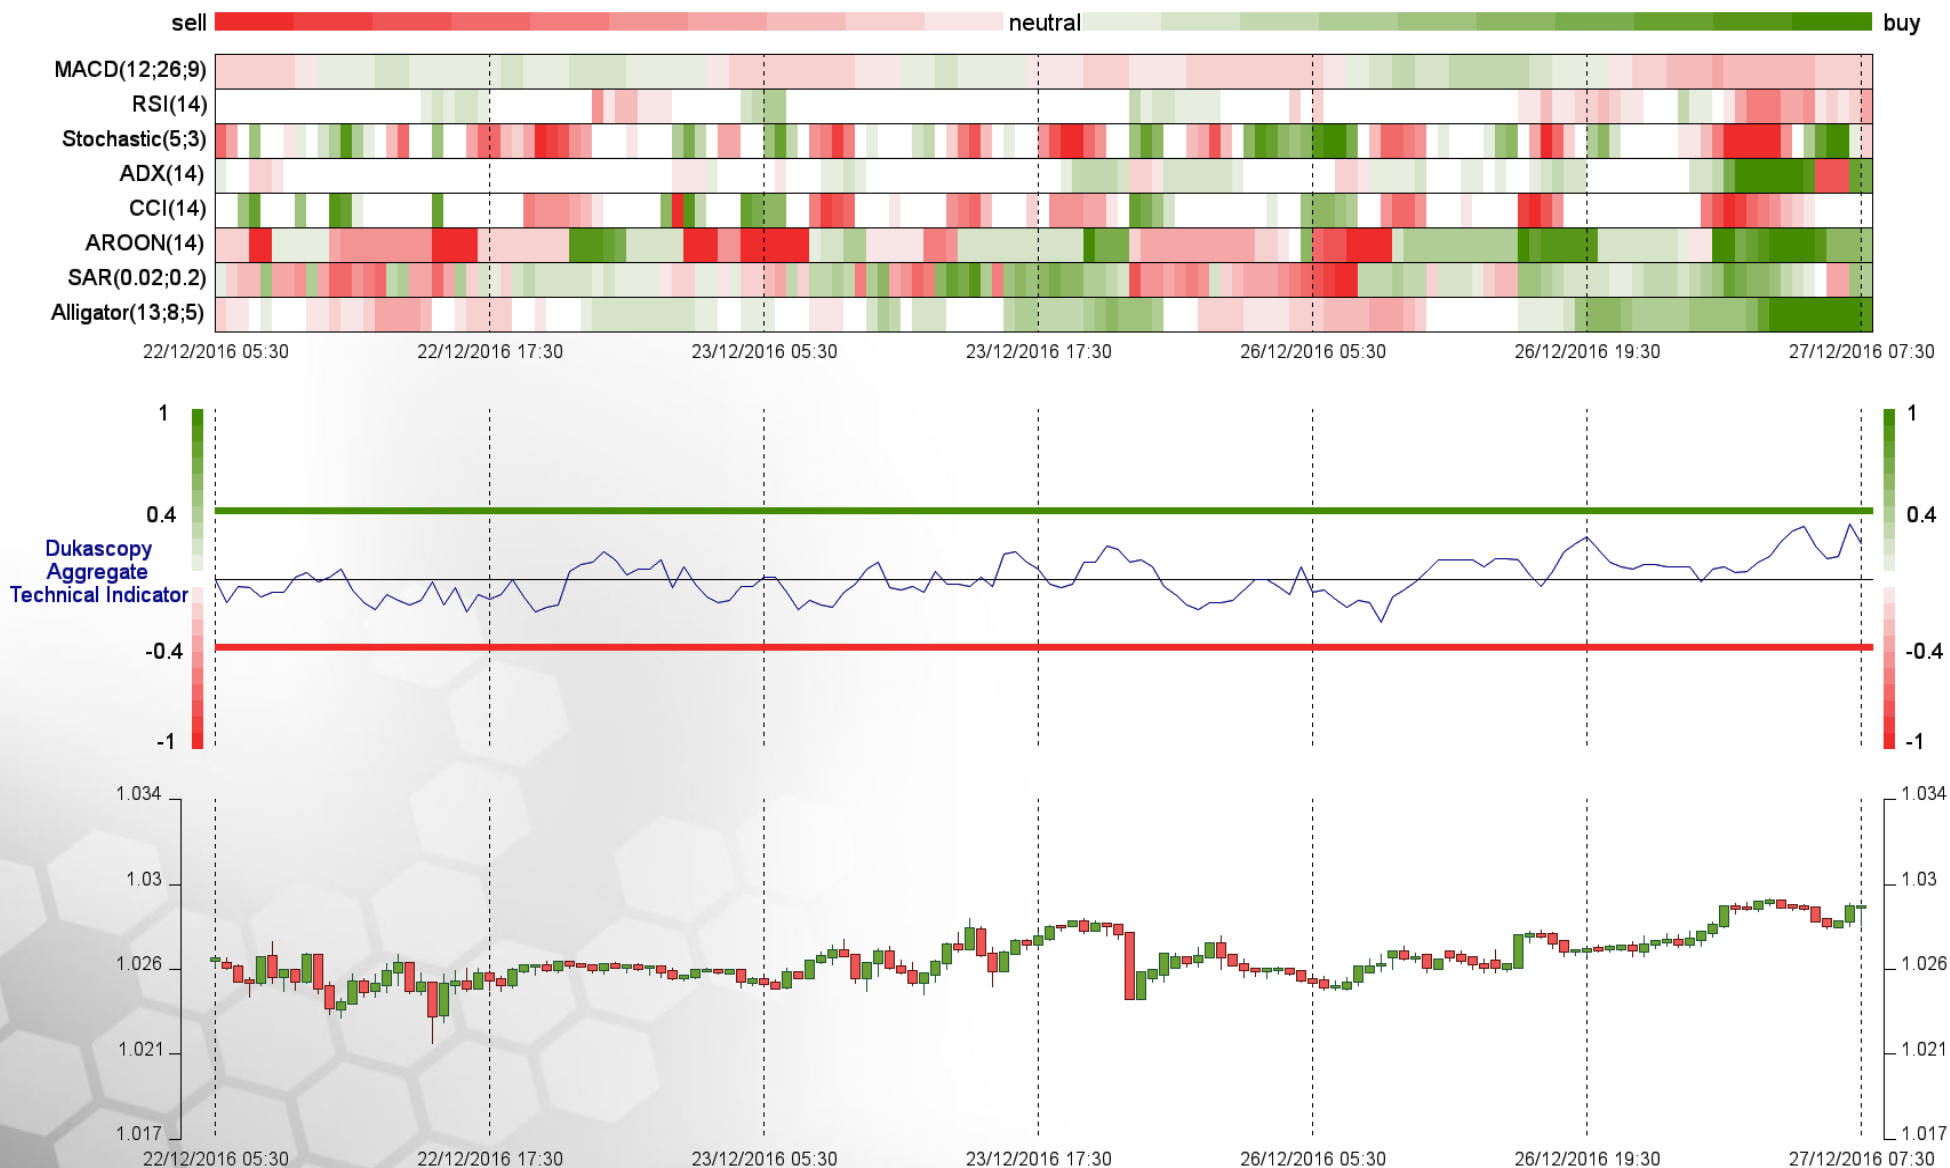 sell neutral buy
MACD(12;26;9)
RSI(14)
Stochastic(5;3)
ADX(14)
CCI(14)
AROON(14)
SAR(0.02;0.2)
Alligator(13;8;5)
22/12/2016 05:30 22/12/2016 17:30 23/12/2016 05:30 23/12/2016 17:30 26/12/2016 05:30 26/12/2016 19:30 27/12/2016 07:30
1 1
0.4 0.4
Dukascopy
Aggregate
Technical Indicator
-0.4 -0.4
-1 -1
1.034 1.034
1.03 1.03
1.026 1.026
1.021 1.021
1.017 1.017
22/12/2016 05:30 22/12/2016 17:30 23/12/2016 05:30 23/12/2016 17:30 26/12/2016 05:30 26/12/2016 19:30 27/12/2016 07:30